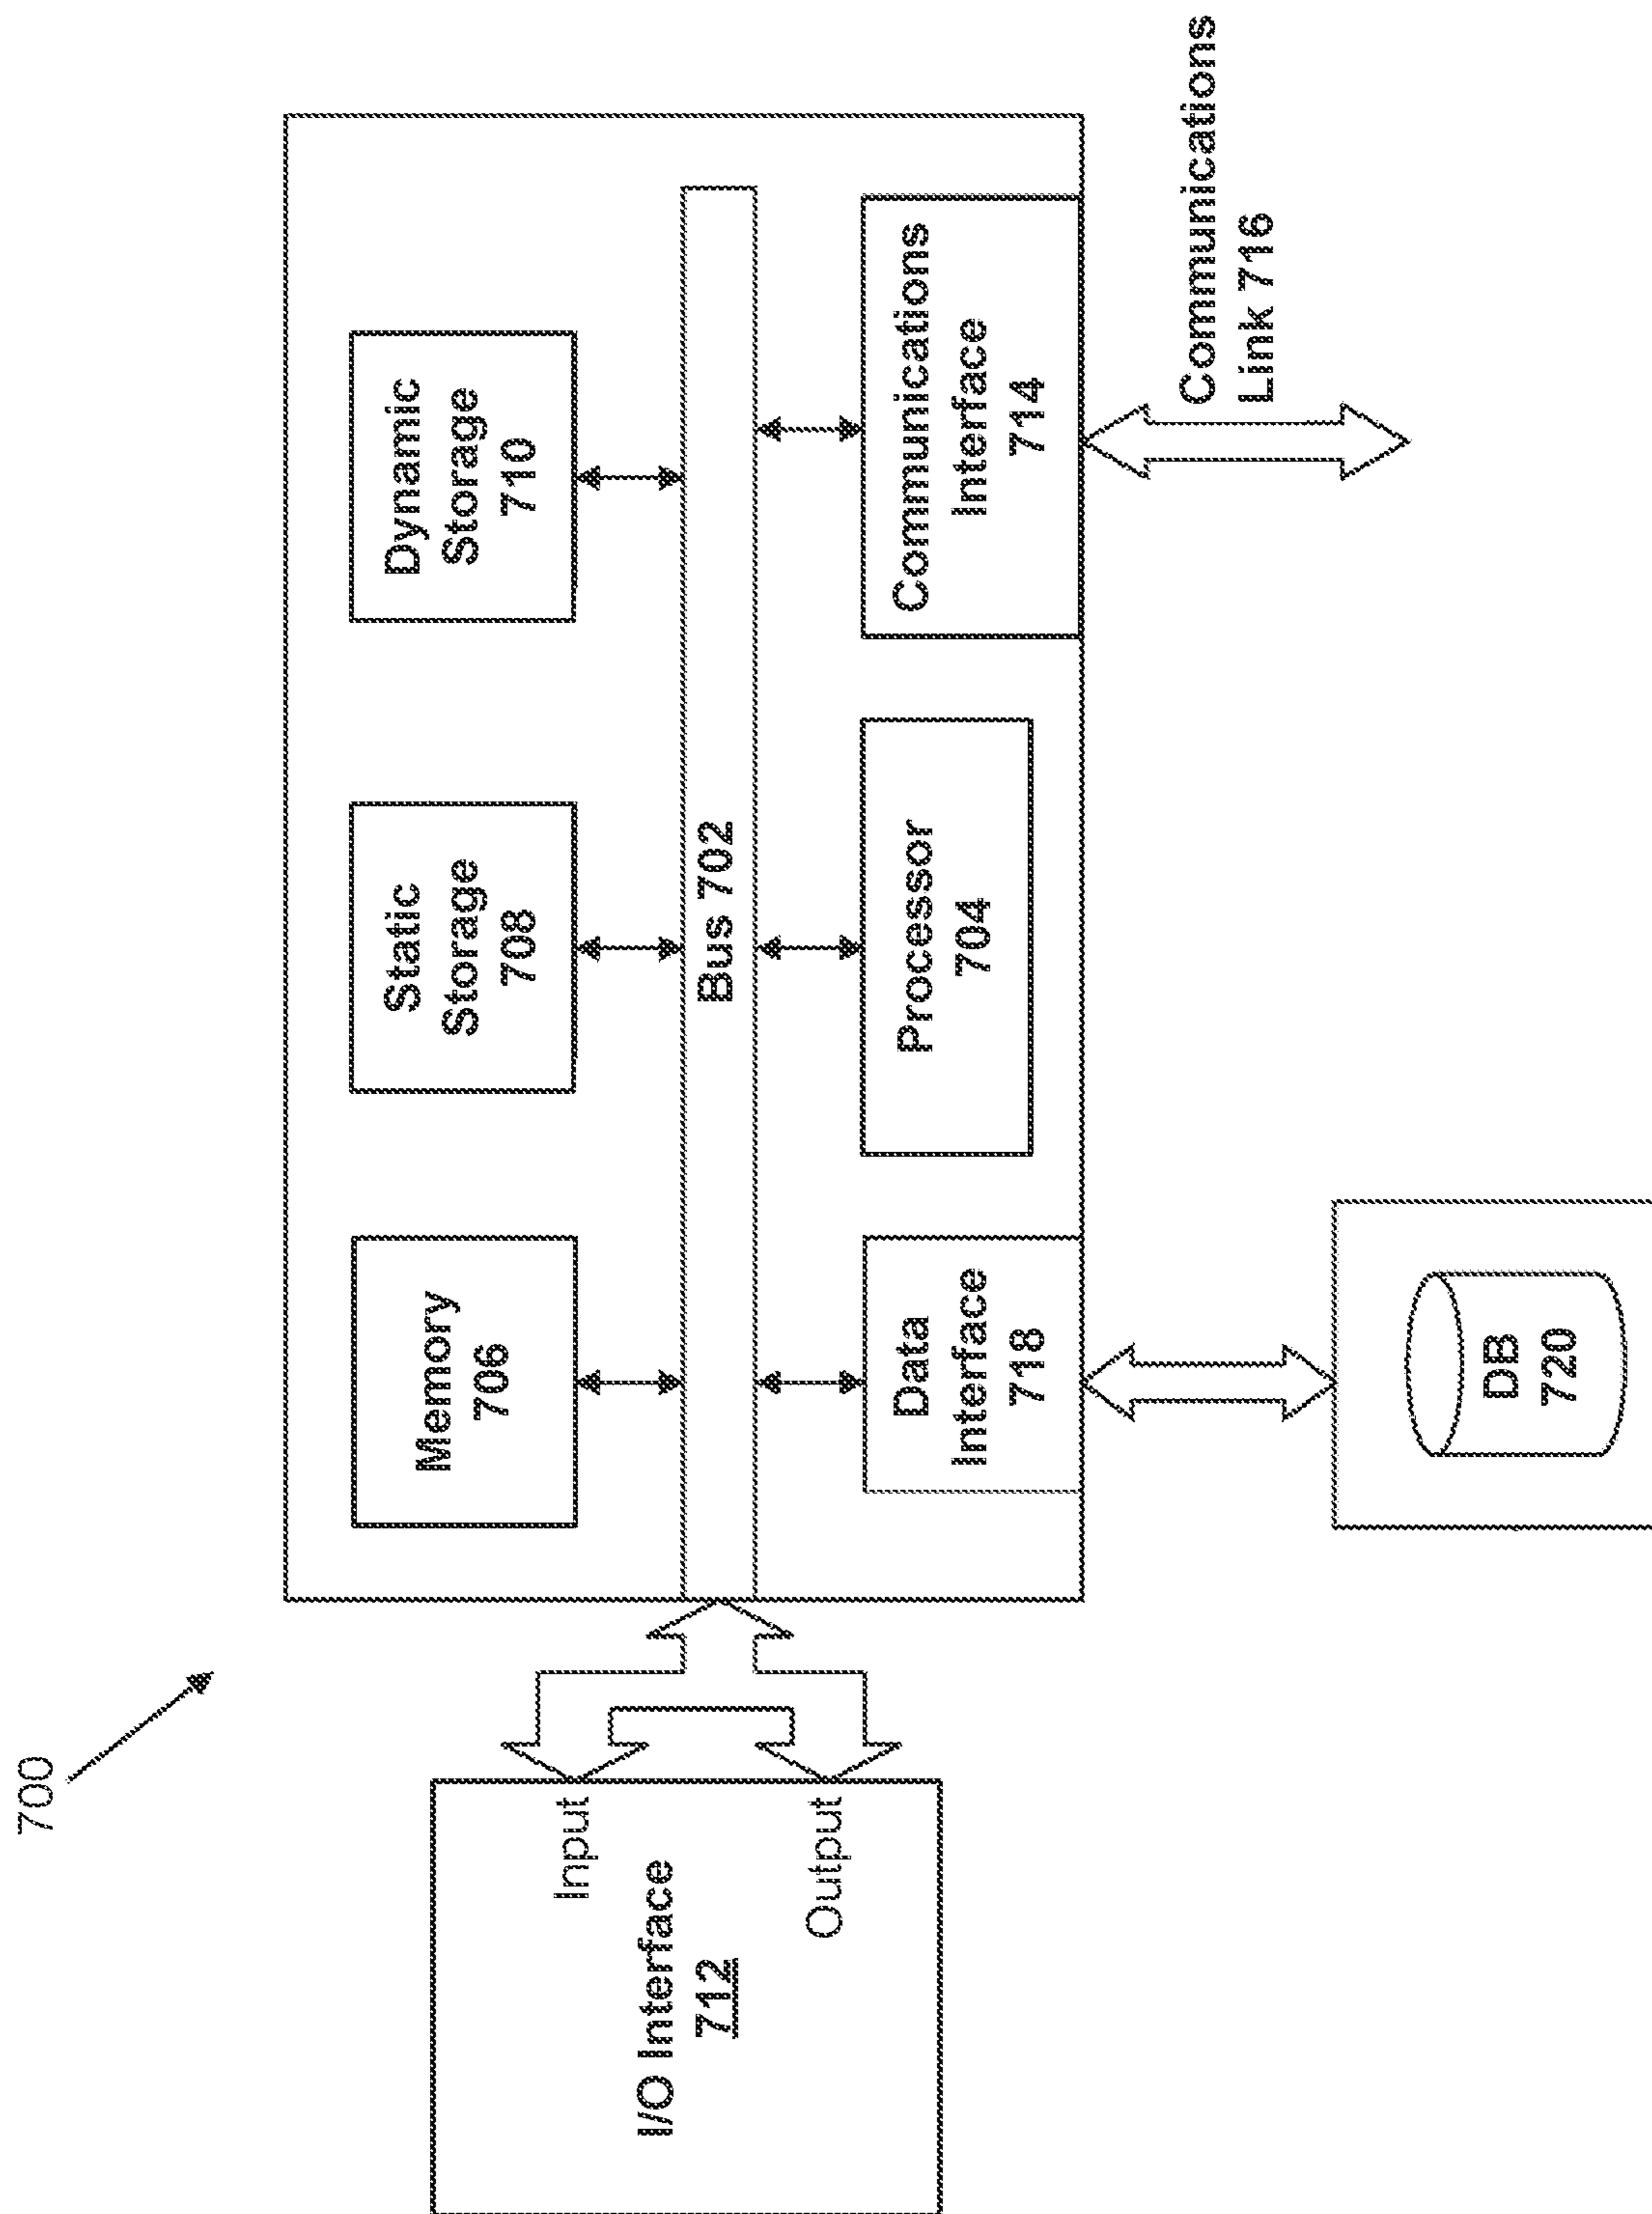 700
Memory
706
Static
Storage
708
Dynamic
Storage
710
Bus 702
I/O Interface
712
Input
Output
Data
Interface
718
Processor
704
Communications
Interface
714
Communications
Link 716
DB
720